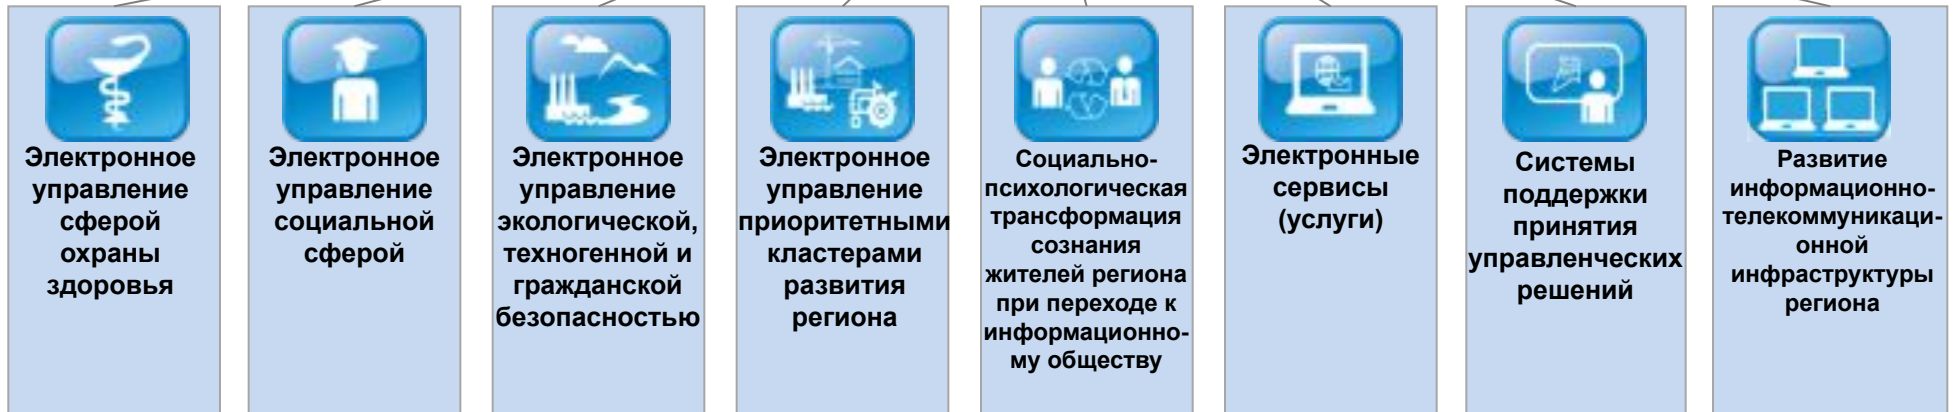 Электронное
управление
сферой
охраны
здоровья
Электронное
управление
социальной
сферой
Электронное
управление
экологической,
техногенной и
гражданской
безопасностью
Электронное
управление
приоритетными
кластерами
развития
региона
Социально-
психологическая
трансформация
сознания
жителей региона
при переходе к
информационно-
му обществу
Электронные
сервисы
(услуги)
Системы
поддержки
принятия
управленческих
решений
Развитие
информационно-
телекоммуникаци-
онной
инфраструктуры
региона